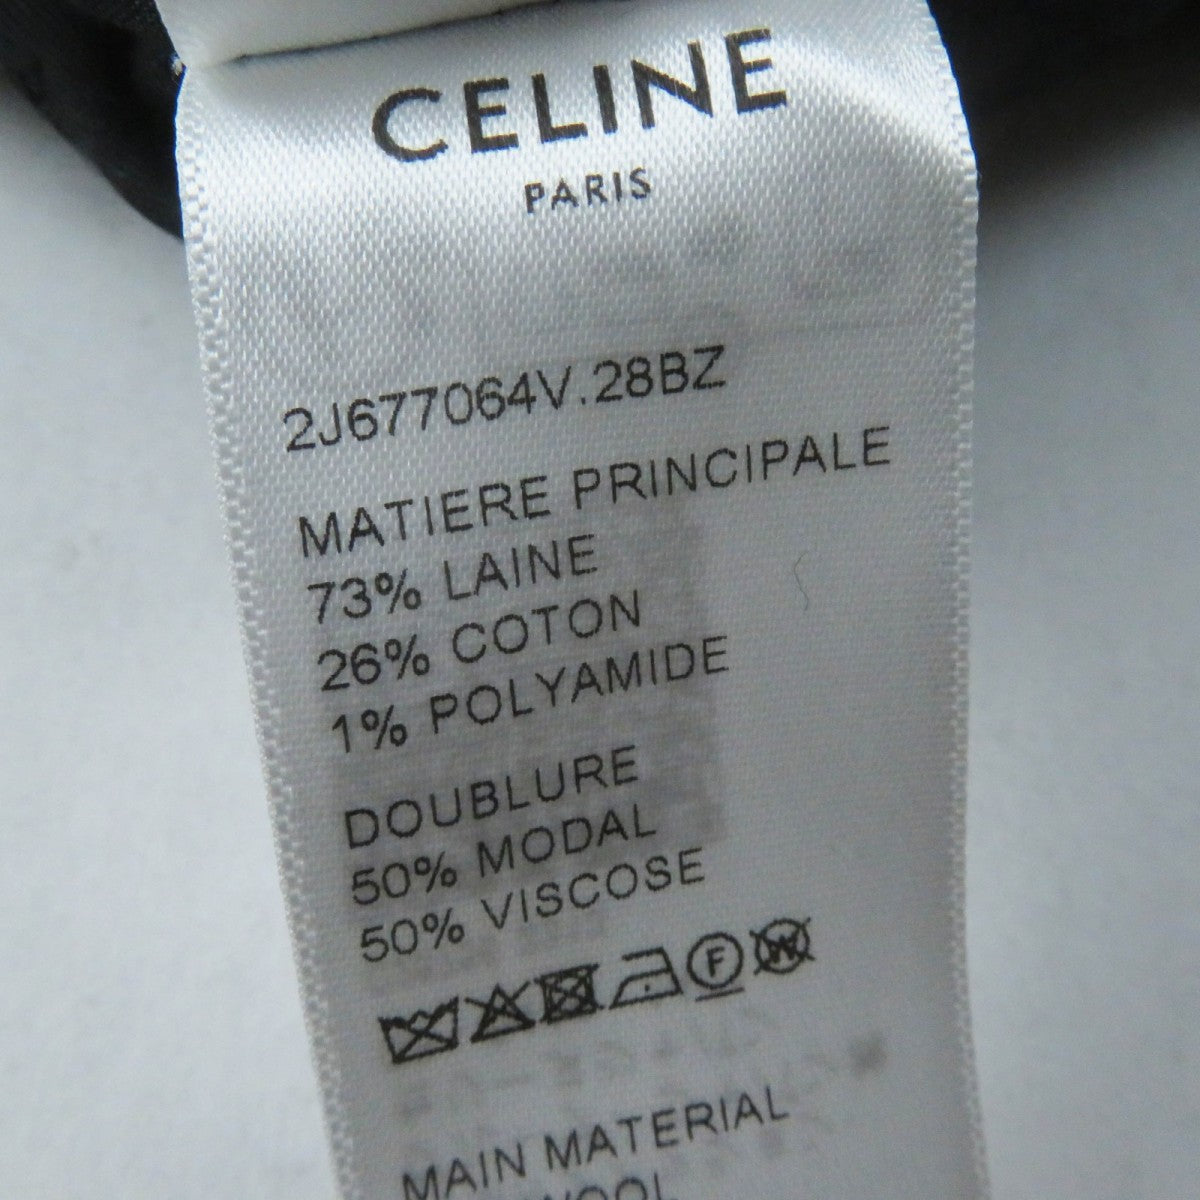 CELINE
PARIS
2J677064V.28BZ
MATIERE PRINCIPALE
73% LAINE
26% COTON
1% POLYAMIDE
DOUBLURE
50% MODAL
50% VISCOSE
F W
MAIN MATERIAL
WOOL